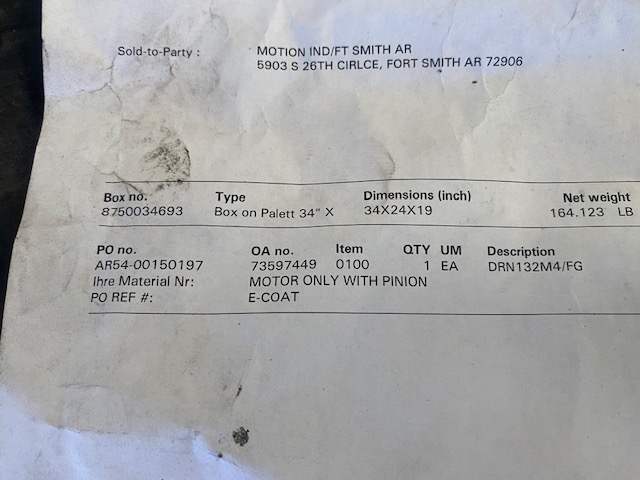 Sold-to-Party : MOTION IND/FT SMITH AR
5903 S 26TH CIRLCE, FORT SMITH AR 72906
Box no. Type Dimensions (inch) Net weight
8750034693 Box on Palett 34" X 34X24X19 164.123 LB
PO no. OA no. Item QTY UM Description
AR54-00150197 73597449 0100 1 EA DRN132M4/FG
Ihre Material Nr: MOTOR ONLY WITH PINION
PO REF #: E-COAT